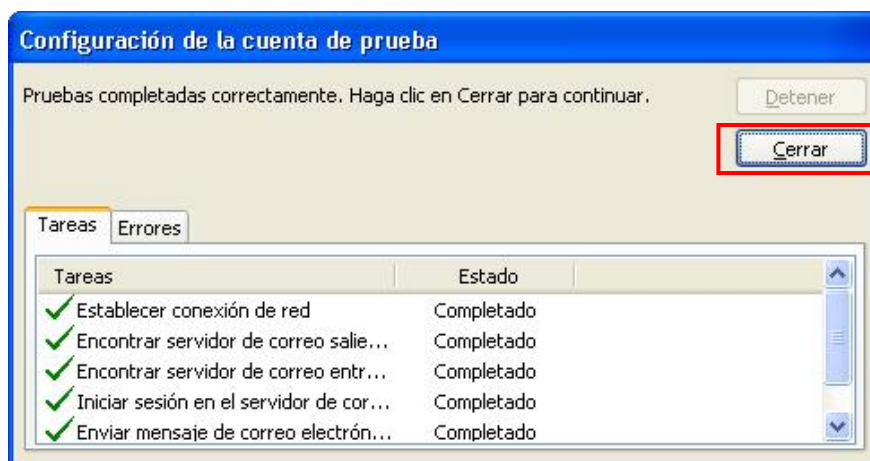 Configuración de la cuenta de prueba
Pruebas completadas correctamente. Haga clic en Cerrar para continuar.
Detener
Cerrar
Tareas Errores
Tareas Estado
Establecer conexión de red Completado
Encontrar servidor de correo salie... Completado
Encontrar servidor de correo entr... Completado
Iniciar sesión en el servidor de cor... Completado
Enviar mensaje de correo electrón... Completado